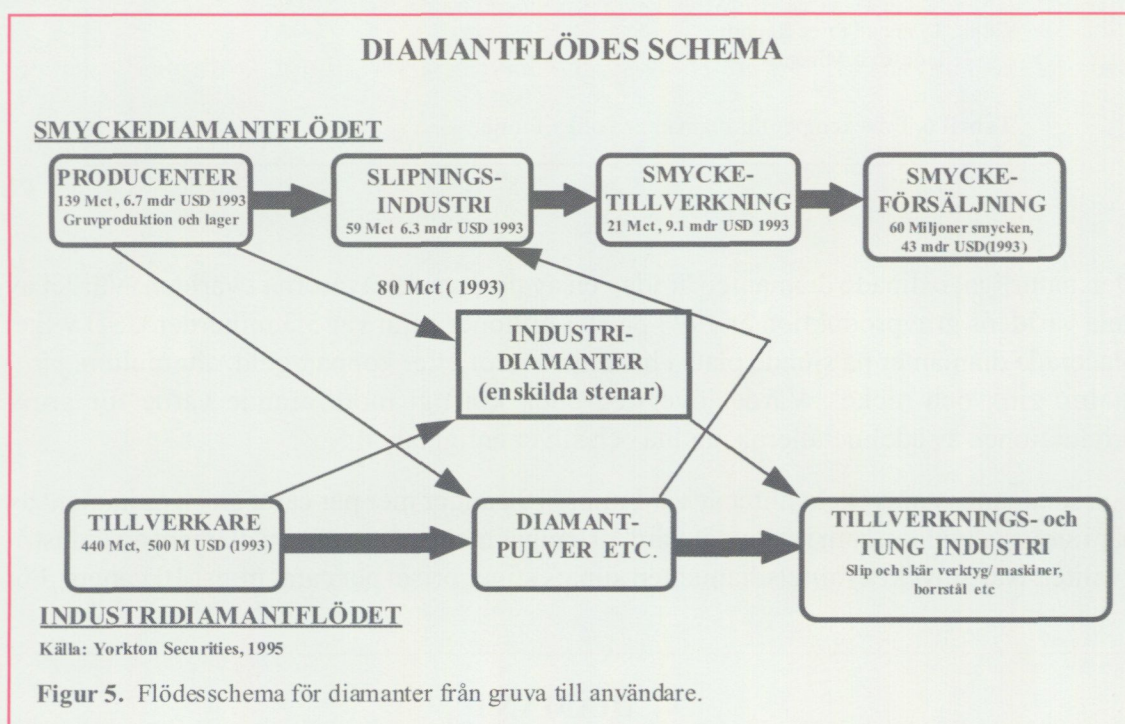 DIAMANTFLÖDES SCHEMA
SMYCKEDIAMANTFLÖDET
PRODUCENTER
139 Mct, 6.7 mdr USD 1993
Gruvproduktion och lager
SLIPNINGS-
INDUSTRI
59 Mct 6.3 mdr USD 1993
SMYCKE-
TILLVERKNING
21 Mct, 9.1 mdr USD 1993
SMYCKE-
FÖRSÄLJNING
60 Miljoner smycken,
43 mdr USD(1993)
80 Mct (1993)
INDUSTRI-
DIAMANTER
(enskilda stenar)
TILLVERKARE
440 Mct, 500 M USD (1993)
DIAMANT-
PULVER ETC.
TILLVERKNINGS- och
TUNG INDUSTRI
Slip och skär verktyg/ maskiner,
borrstål etc
INDUSTRIDIAMANTFLÖDET
Källa: Yorkton Securities, 1995
Figur 5. Flödesschema för diamanter från gruva till användare.